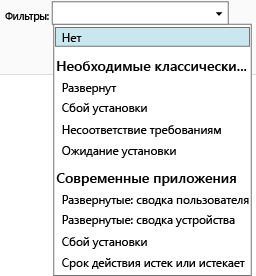 Фильтры:
Нет
Необходимые классически...
Развернут
Сбой установки
Несоответствие требованиям
Ожидание установки
Современные приложения
Развернутые: сводка пользователя
Развернутые: сводка устройства
Сбой установки
Срок действия истек или истекает